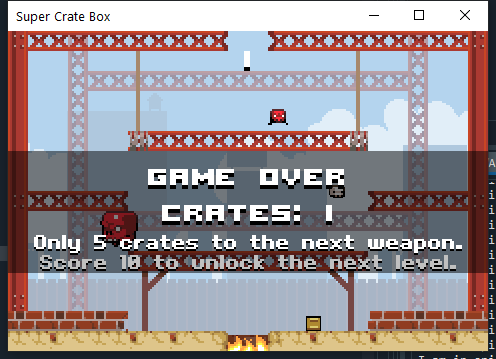 Super Crate Box
GAME OVER
CRATES: 1
Only 5 crates to the next weapon.
Score 10 to unlock the next level.